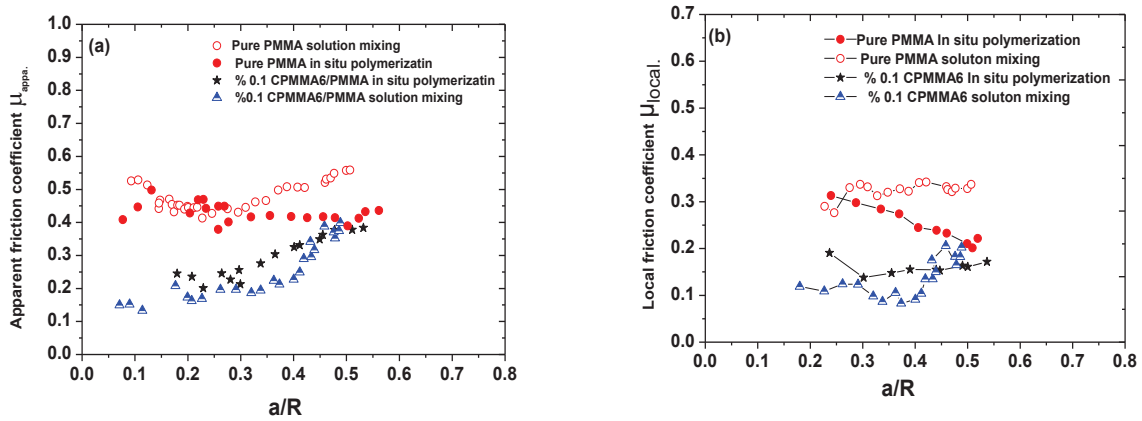 (a)
Pure PMMA solution mixing
Pure PMMA in situ polymerizatin
% 0.1 CPMMA6/PMMA in situ polymerizatin
%0.1 CPMMA6/PMMA solution mixing
Apparent friction coefficient μappa.
1.0
0.9
0.8
0.7
0.6
0.5
0.4
0.3
0.2
0.1
0.0
0.0 0.1 0.2 0.3 0.4 0.5 0.6 0.7 0.8
a/R
(b)
Pure PMMA In situ polymerization
Pure PMMA soluton mixing
% 0.1 CPMMA6 In situ polymerization
% 0.1 CPMMA6 soluton mixing
Local friction coefficient μlocal.
0.7
0.6
0.5
0.4
0.3
0.2
0.1
0.0
0.0 0.1 0.2 0.3 0.4 0.5 0.6 0.7 0.8
a/R